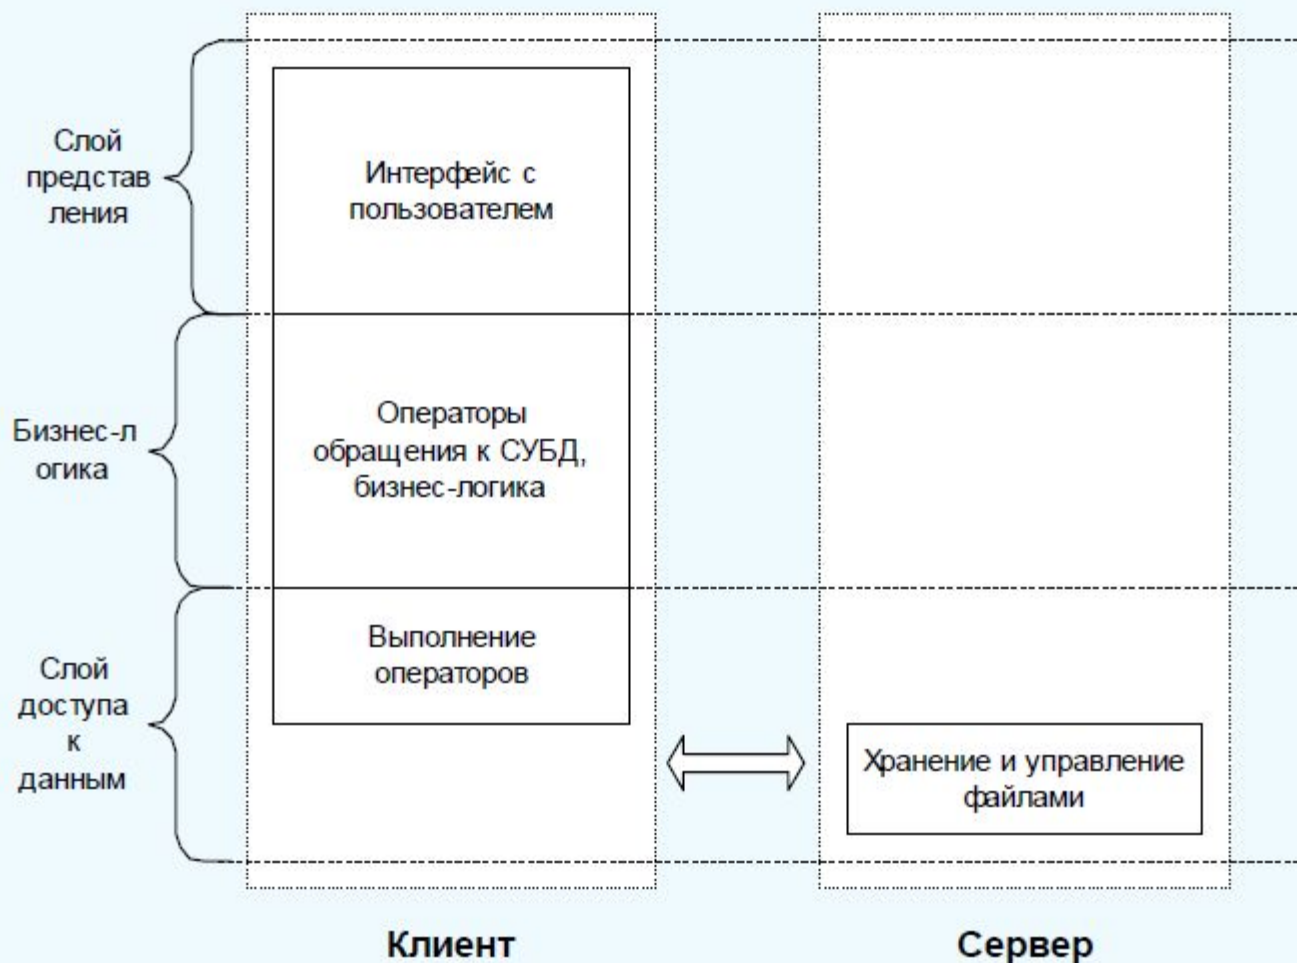 Слой
представ
ления
Интерфейс с
пользователем
Бизнес-л
огика
Операторы
обращения к СУБД,
бизнес-логика
Слой
доступа
к
данным
Выполнение
операторов
Хранение и управление
файлами
Клиент
Сервер